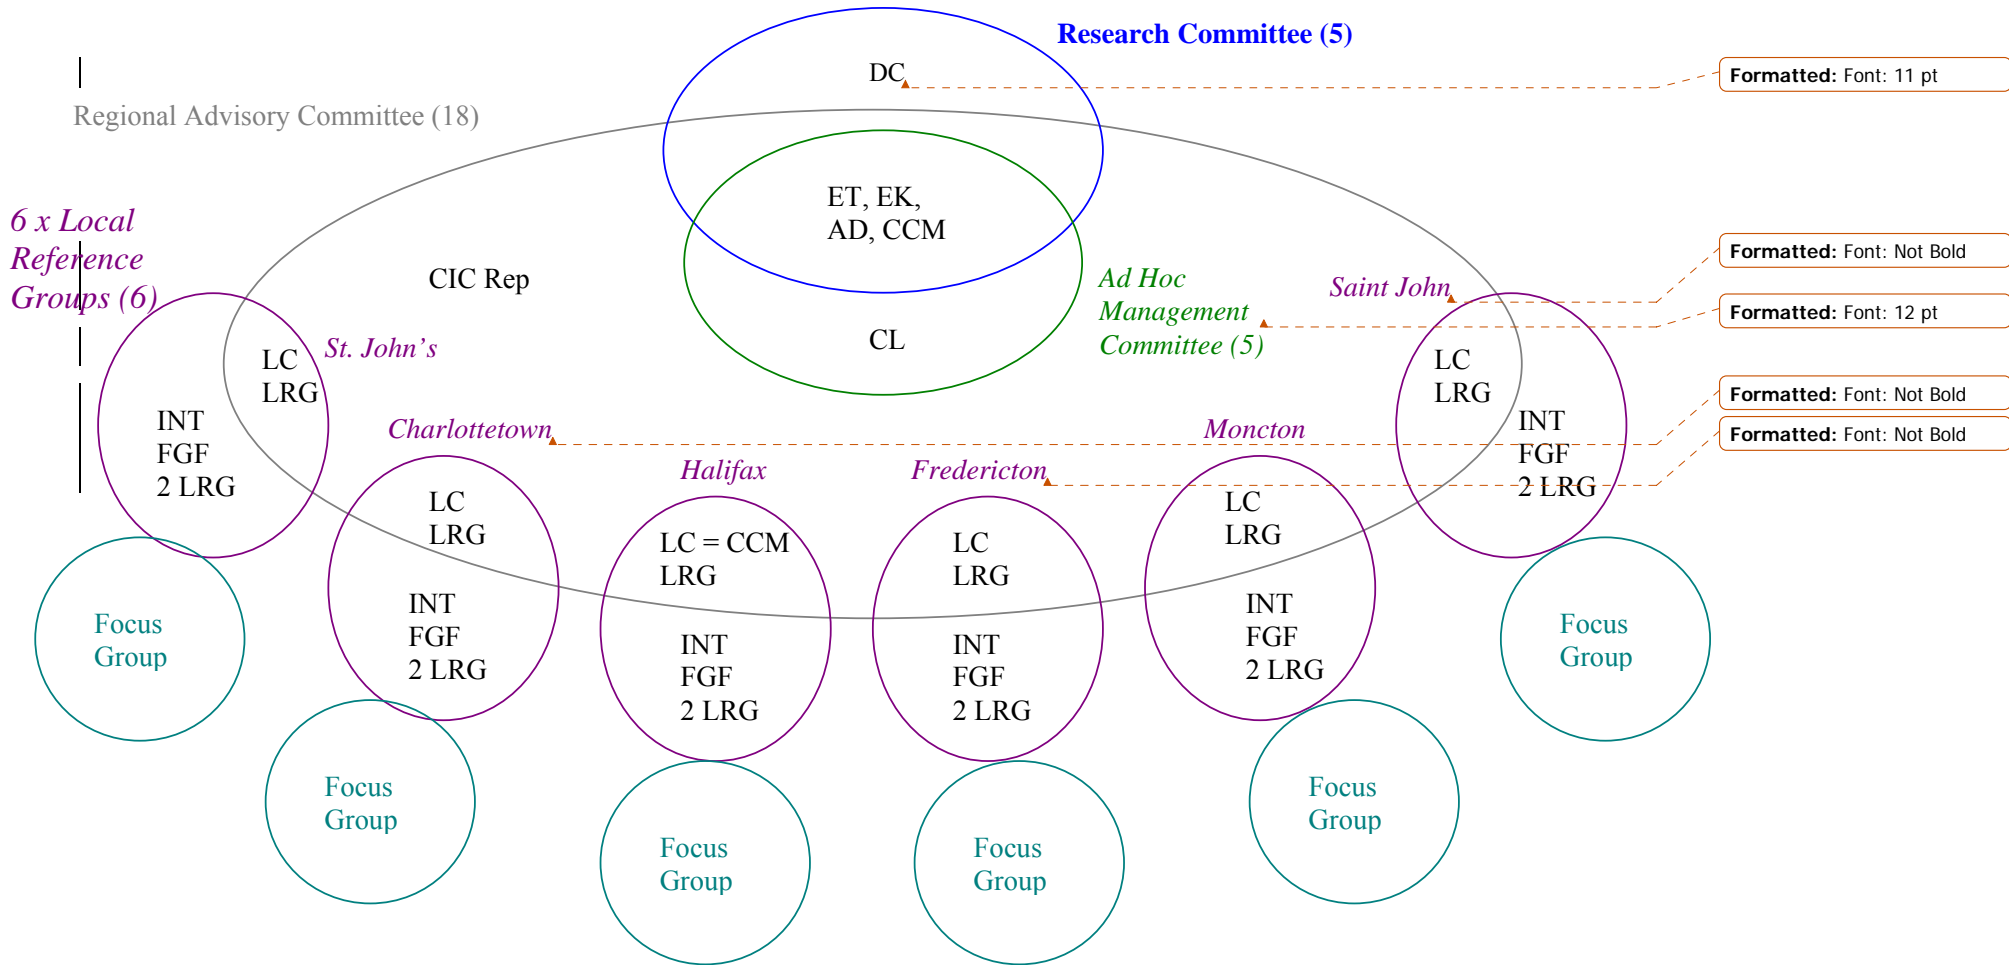 Research Committee (5)
DC
Formatted: Font: 11 pt
Regional Advisory Committee (18)
ET, EK,
AD, CCM
6 x Local
Reference
Groups (6)
CIC Rep
Ad Hoc
Management
Committee (5)
CL
Saint John
Formatted: Font: Not Bold
Formatted: Font: 12 pt
St. John’s
LC
LRG
INT
FGF
2 LRG
LC
LRG
INT
FGF
2 LRG
Formatted: Font: Not Bold
Formatted: Font: Not Bold
Charlottetown
Halifax
Fredericton
Moncton
LC
LRG
INT
FGF
2 LRG
LC = CCM
LRG
INT
FGF
2 LRG
LC
LRG
INT
FGF
2 LRG
LC
LRG
INT
FGF
2 LRG
Focus
Group
Focus
Group
Focus
Group
Focus
Group
Focus
Group
Focus
Group